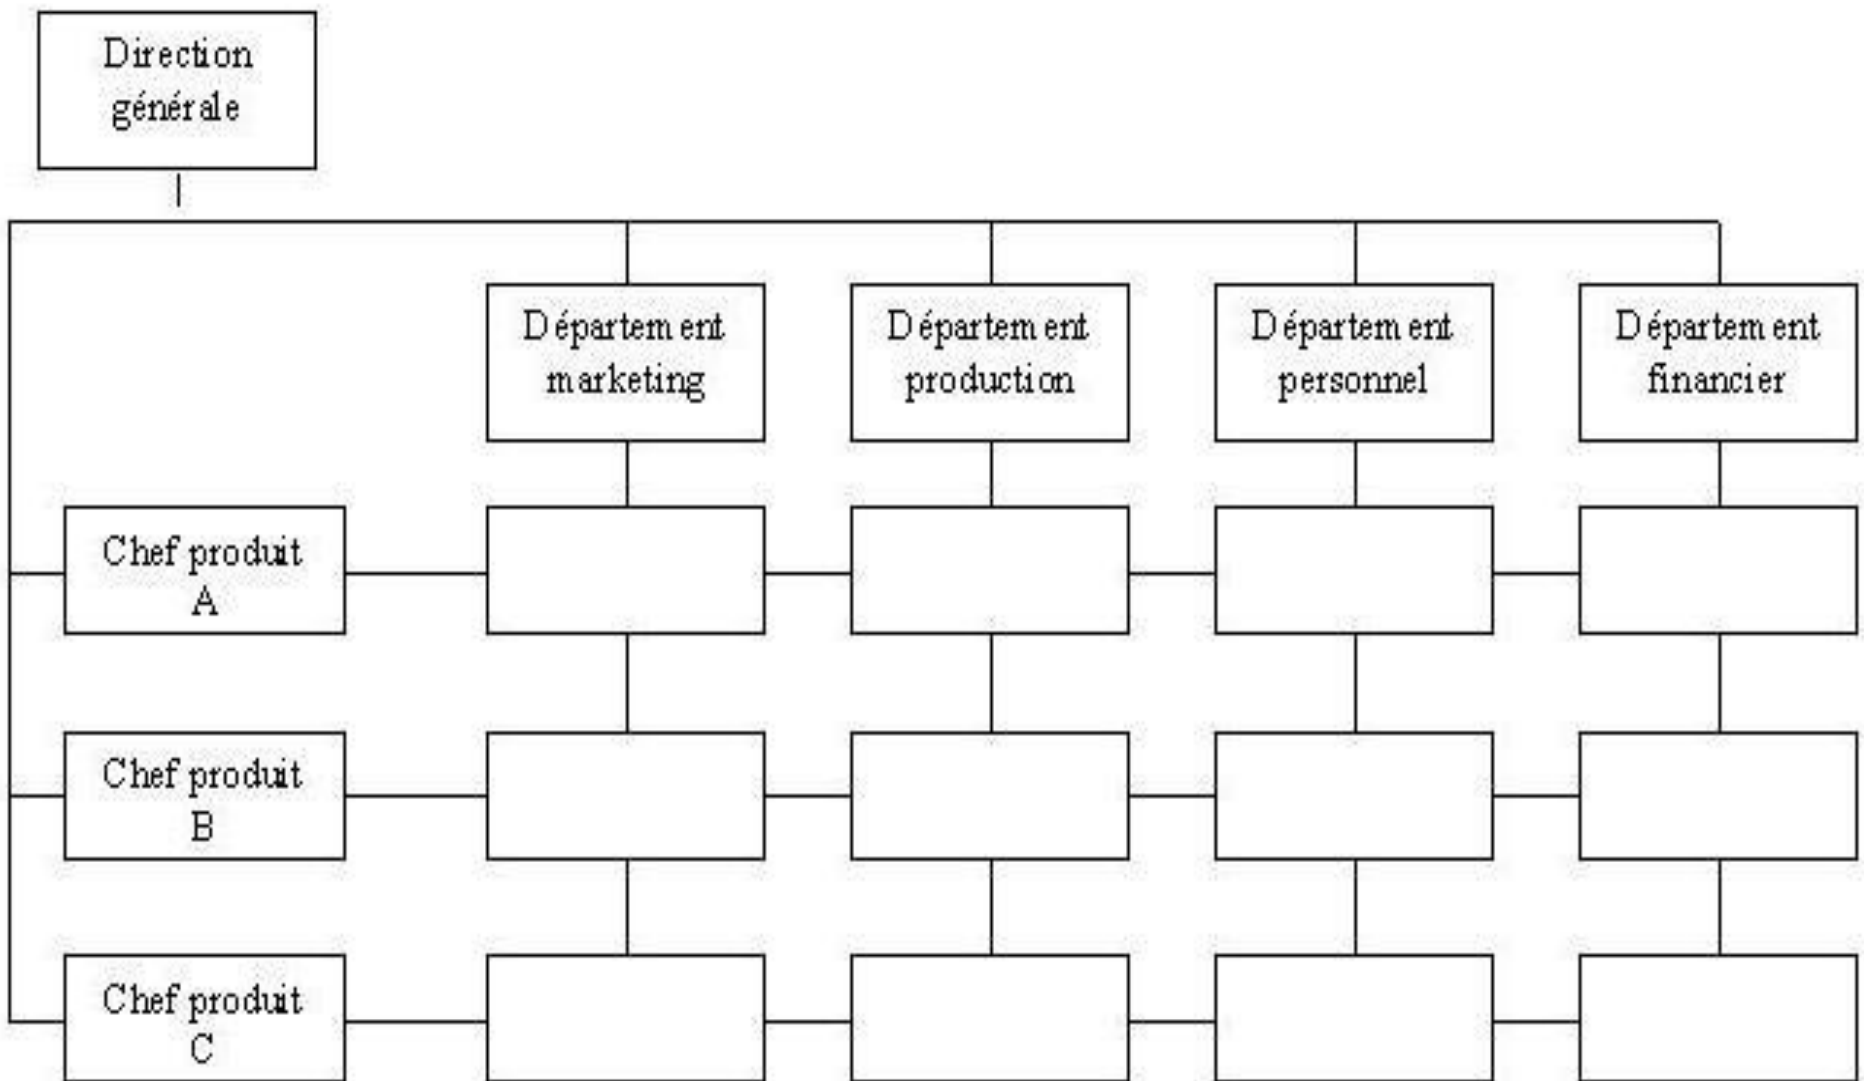 Direction
générale
Département
marketing
Département
production
Département
personnel
Département
financier
Chef produit
A
Chef produit
B
Chef produit
C